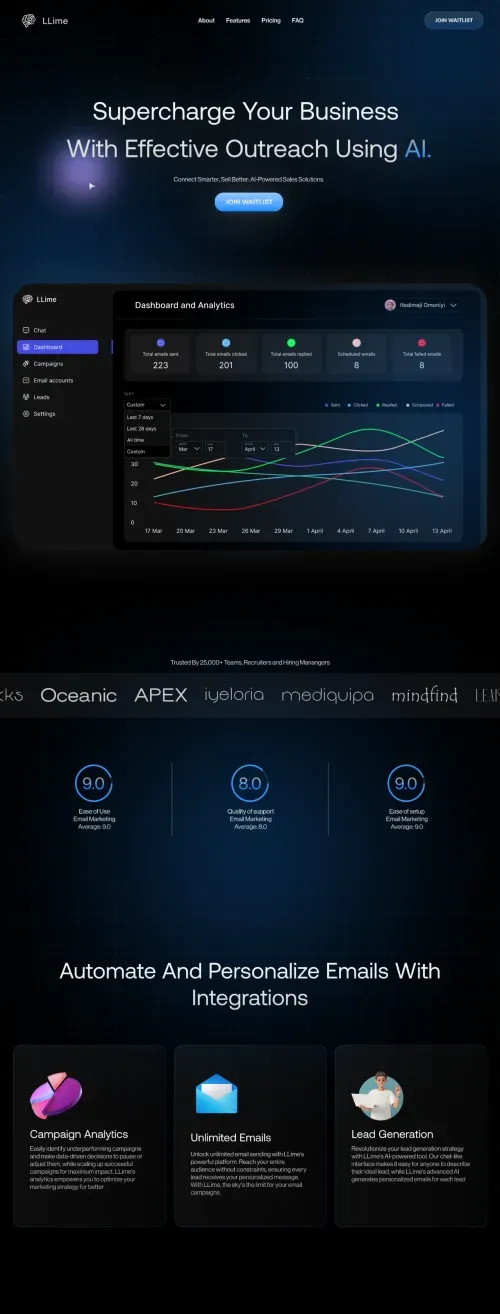 LLime
About Features Pricing FAQ
JOIN WAITLIST
Supercharge Your Business
With Effective Outreach Using AI.
Connect Smarter, Sell Better: AI-Powered Sales Solutions.
JOIN WAITLIST
LLime
Chat
Dashboard
Campaigns
Email accounts
Leads
Settings
Dashboard and Analytics
Ifedimeji Omoniyi
Total emails sent
223
Total emails clicked
201
Total emails replied
100
Scheduled emails
8
Total failed emails
8
Custom
Last 7 days
Last 28 days
All time
Custom
From
Mar 17
To
April 13
Sent Clicked Replied Scheduled Failed
30
20
10
0
17 Mar 20 Mar 23 Mar 26 Mar 29 Mar 1 April 4 Apr 7 Apr 10 Apr 13 April
Trusted By 25,000+ Teams, Recruiters and Hiring Manangers
cks Oceanic APEX iyeloria mediquipa mindfind LEAN
9.0
Ease of Use
Email Marketing
Average: 9.0
8.0
Quality of support
Email Marketing
Average: 8.0
9.0
Ease of setup
Email Marketing
Average: 9.0
Automate And Personalize Emails With
Integrations
Campaign Analytics
Easily identify underperforming campaigns
and make data-driven decisions to pause or
adjust them, while scaling up successful
campaigns for maximum impact. LLime's
analytics empowers you to optimize your
marketing strategy for better
Unlimited Emails
Unlock unlimited email sending with LLime's
powerful platform. Reach your entire
audience without constraints, ensuring every
lead receives your personalized message.
With LLime, the sky's the limit for your email
campaigns.
Lead Generation
Revolutionize your lead generation strategy
with LLime's AI-powered tool. Our chat-like
interface makes it easy for anyone to describe
their ideal lead, while LLime's advanced AI
generates personalized emails for each lead